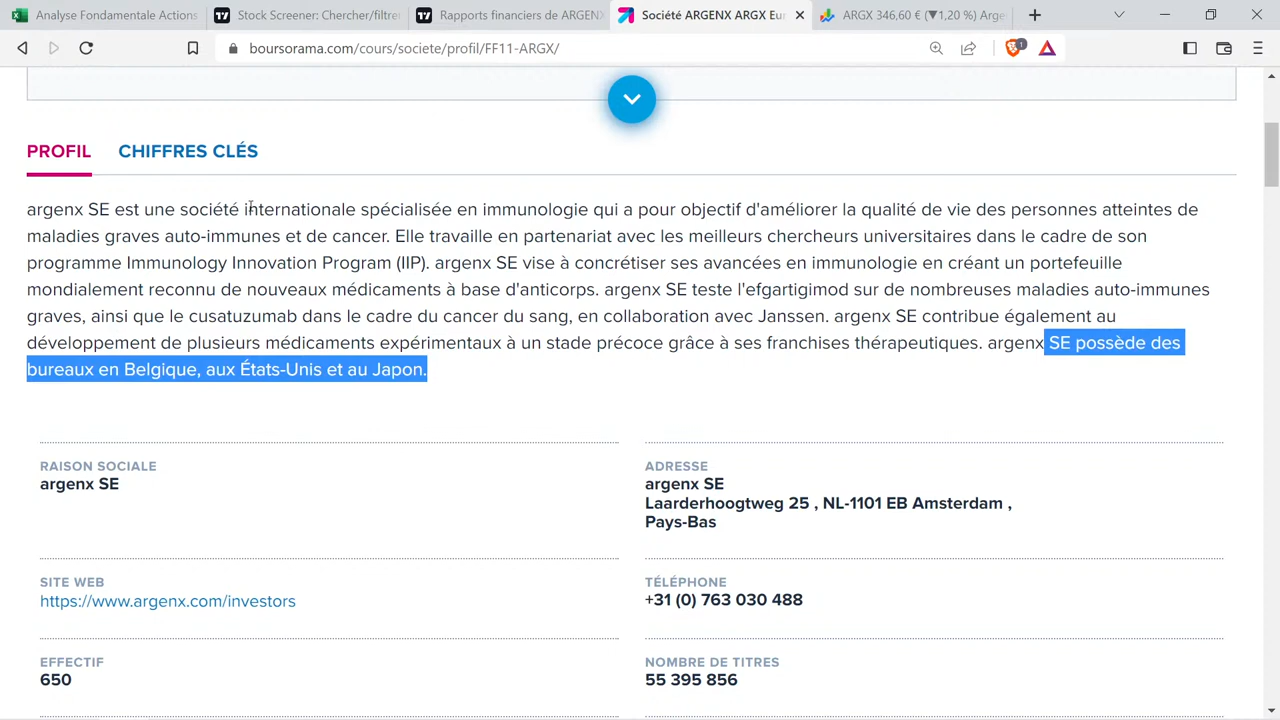 Analyse Fondamentale Actions
Stock Screener: Chercher/filtrer
Rapports financiers de ARGENX
Société ARGENX ARGX Eur
ARGX 346,60 € (▼1,20 %) Arge
boursorama.com/cours/societe/profil/FF11-ARGX/
1
PROFIL CHIFFRES CLÉS
argenx SE est une société internationale spécialisée en immunologie qui a pour objectif d'améliorer la qualité de vie des personnes atteintes de
maladies graves auto-immunes et de cancer. Elle travaille en partenariat avec les meilleurs chercheurs universitaires dans le cadre de son
programme Immunology Innovation Program (IIP). argenx SE vise à concrétiser ses avancées en immunologie en créant un portefeuille
mondialement reconnu de nouveaux médicaments à base d'anticorps. argenx SE teste l'efgartigimod sur de nombreuses maladies auto-immunes
graves, ainsi que le cusatuzumab dans le cadre du cancer du sang, en collaboration avec Janssen. argenx SE contribue également au
développement de plusieurs médicaments expérimentaux à un stade précoce grâce à ses franchises thérapeutiques. argenx SE possède des
bureaux en Belgique, aux États-Unis et au Japon.
RAISON SOCIALE
argenx SE
ADRESSE
argenx SE
Laarderhoogtweg 25 , NL-1101 EB Amsterdam ,
Pays-Bas
SITE WEB
https://www.argenx.com/investors
TÉLÉPHONE
+31 (0) 763 030 488
EFFECTIF
650
NOMBRE DE TITRES
55 395 856